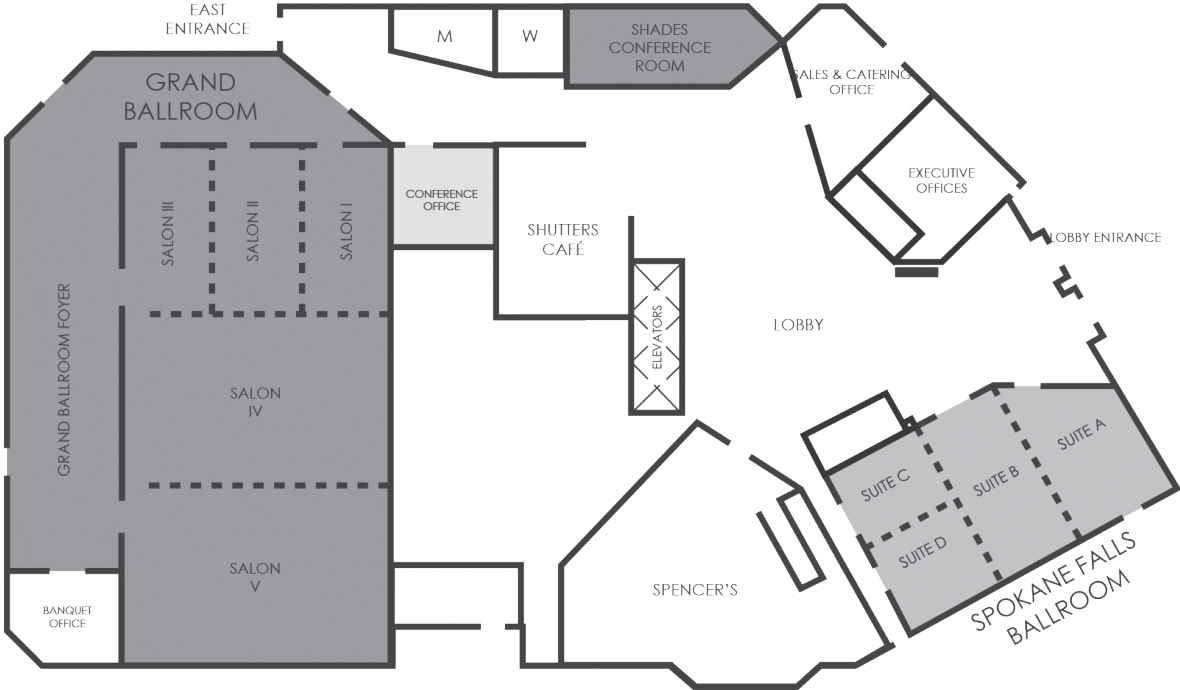 EAST
ENTRANCE
M
W
SHADES
CONFERENCE
ROOM
SALES & CATERING
OFFICE
GRAND
BALLROOM
EXECUTIVE
OFFICES
CONFERENCE
OFFICE
SALON III
SALON II
SALON I
SHUTTERS
CAFÉ
LOBBY ENTRANCE
GRAND BALLROOM FOYER
ELEVATORS
LOBBY
SALON
IV
SUITE A
SUITE B
SUITE C
SUITE D
SALON
V
SPENCER'S
BANQUET
OFFICE
SPOKANE FALLS
BALLROOM